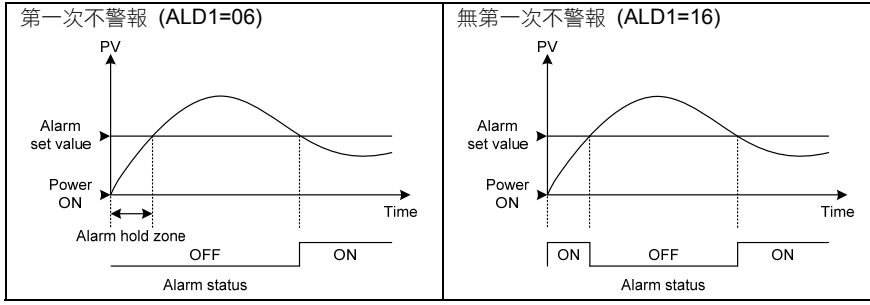 第一次不警報 (ALD1=06)
PV
Alarm
set value
Power
ON
Time
Alarm hold zone
OFF
ON
Alarm status
無第一次不警報 (ALD1=16)
PV
Alarm
set value
Power
ON
Time
ON
OFF
ON
Alarm status